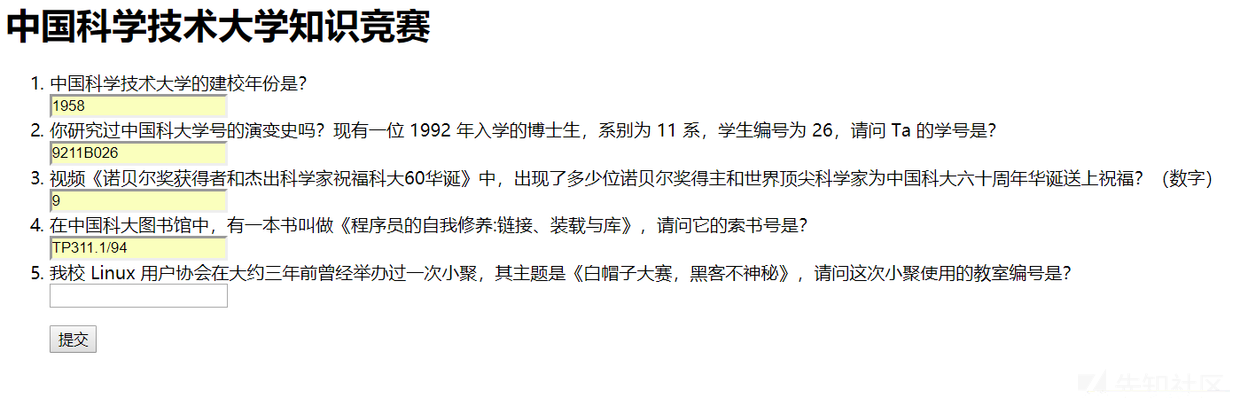 中国科学技术大学知识竞赛
1. 中国科学技术大学的建校年份是？
1958
2. 你研究过中国科大学号的演变史吗？现有一位 1992 年入学的博士生，系别为 11 系，学生编号为 26，请问 Ta 的学号是？
9211B026
3. 视频《诺贝尔奖获得者和杰出科学家祝福科大60华诞》中，出现了多少位诺贝尔奖得主和世界顶尖科学家为中国科大六十周年华诞送上祝福？（数字）
9
4. 在中国科大图书馆中，有一本书叫做《程序员的自我修养:链接、装载与库》，请问它的索书号是？
TP311.1/94
5. 我校 Linux 用户协会在大约三年前曾经举办过一次小聚，其主题是《白帽子大赛，黑客不神秘》，请问这次小聚使用的教室编号是？
提交
先知社区